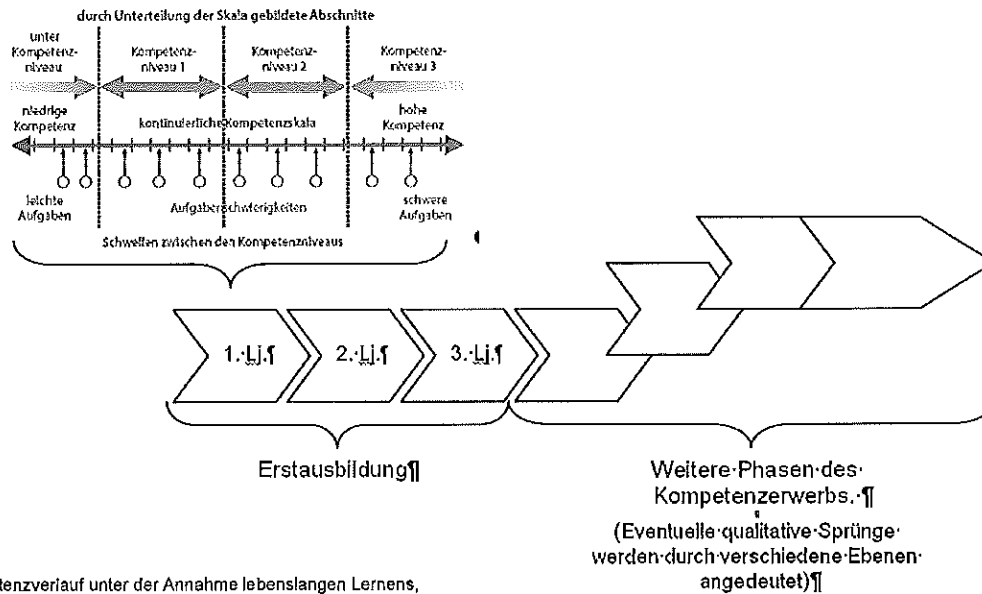 durch Unterteilung der Skala gebildete Abschnitte
unter
Kompetenz-
niveau
Kompetenz-
niveau 1
Kompetenz-
niveau 2
Kompetenz-
niveau 3
niedrige
Kompetenz
kontinuierliche Kompetenzskala
hohe
Kompetenz
leichte
Aufgaben
Aufgabenschwierigkeiten
schwere
Aufgaben
Schwellen zwischen den Kompetenzniveaus
1.·Lj.¶
2.·Lj.¶
3.·Lj.¶
Erstausbildung¶
Weitere·Phasen·des·
Kompetenzerwerbs.·¶
(Eventuelle·qualitative·Sprünge·
werden·durch·verschiedene·Ebenen·
angedeutet)¶
tenzverlauf unter der Annahme lebenslangen Lernens,